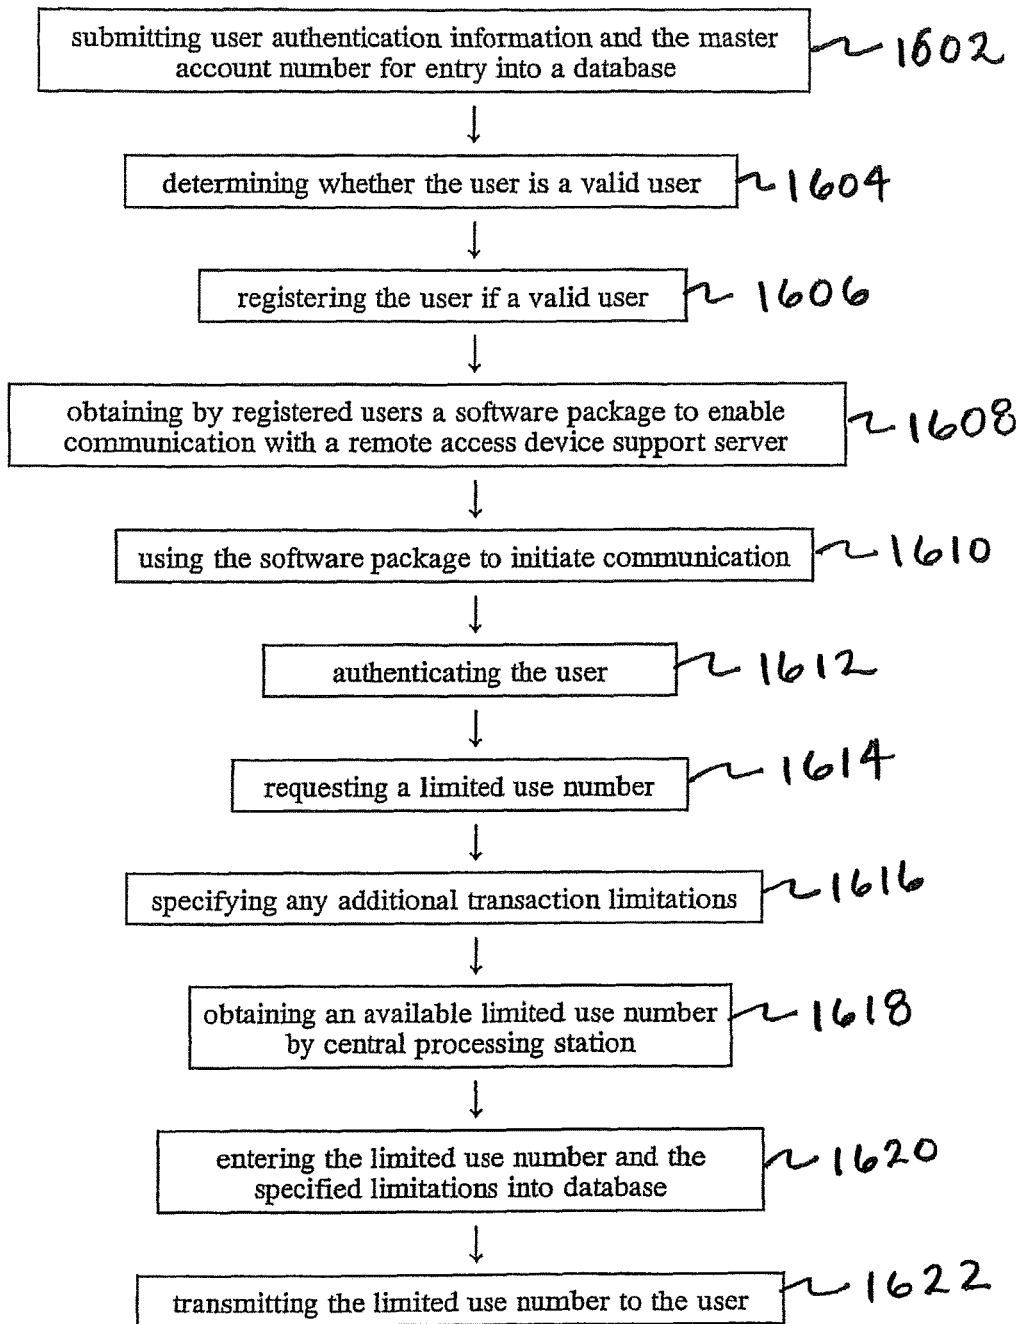 submitting user authentication information and the master
account number for entry into a database
1602
determining whether the user is a valid user
1604
registering the user if a valid user
1606
obtaining by registered users a software package to enable
communication with a remote access device support server
1608
using the software package to initiate communication
1610
authenticating the user
1612
requesting a limited use number
1614
specifying any additional transaction limitations
1616
obtaining an available limited use number
by central processing station
1618
entering the limited use number and the
specified limitations into database
1620
transmitting the limited use number to the user
1622